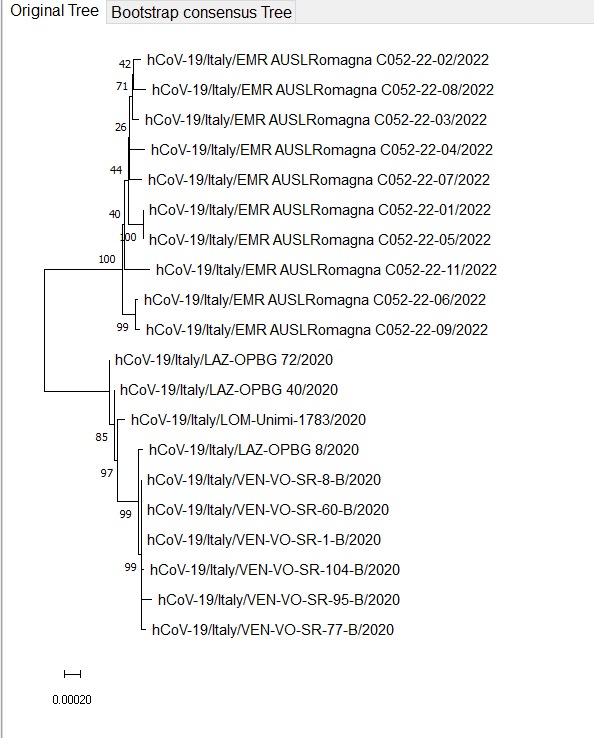 Original Tree
Bootstrap consensus Tree
42
hCoV-19/Italy/EMR AUSLRomagna C052-22-02/2022
71
hCoV-19/Italy/EMR AUSLRomagna C052-22-08/2022
26
hCoV-19/Italy/EMR AUSLRomagna C052-22-03/2022
hCoV-19/Italy/EMR AUSLRomagna C052-22-04/2022
44
hCoV-19/Italy/EMR AUSLRomagna C052-22-07/2022
40
hCoV-19/Italy/EMR AUSLRomagna C052-22-01/2022
100
hCoV-19/Italy/EMR AUSLRomagna C052-22-05/2022
100
hCoV-19/Italy/EMR AUSLRomagna C052-22-11/2022
hCoV-19/Italy/EMR AUSLRomagna C052-22-06/2022
99
hCoV-19/Italy/EMR AUSLRomagna C052-22-09/2022
hCoV-19/Italy/LAZ-OPBG 72/2020
hCoV-19/Italy/LAZ-OPBG 40/2020
hCoV-19/Italy/LOM-Unimi-1783/2020
85
hCoV-19/Italy/LAZ-OPBG 8/2020
97
hCoV-19/Italy/VEN-VO-SR-8-B/2020
99
hCoV-19/Italy/VEN-VO-SR-60-B/2020
hCoV-19/Italy/VEN-VO-SR-1-B/2020
99
hCoV-19/Italy/VEN-VO-SR-104-B/2020
hCoV-19/Italy/VEN-VO-SR-95-B/2020
hCoV-19/Italy/VEN-VO-SR-77-B/2020
0.00020